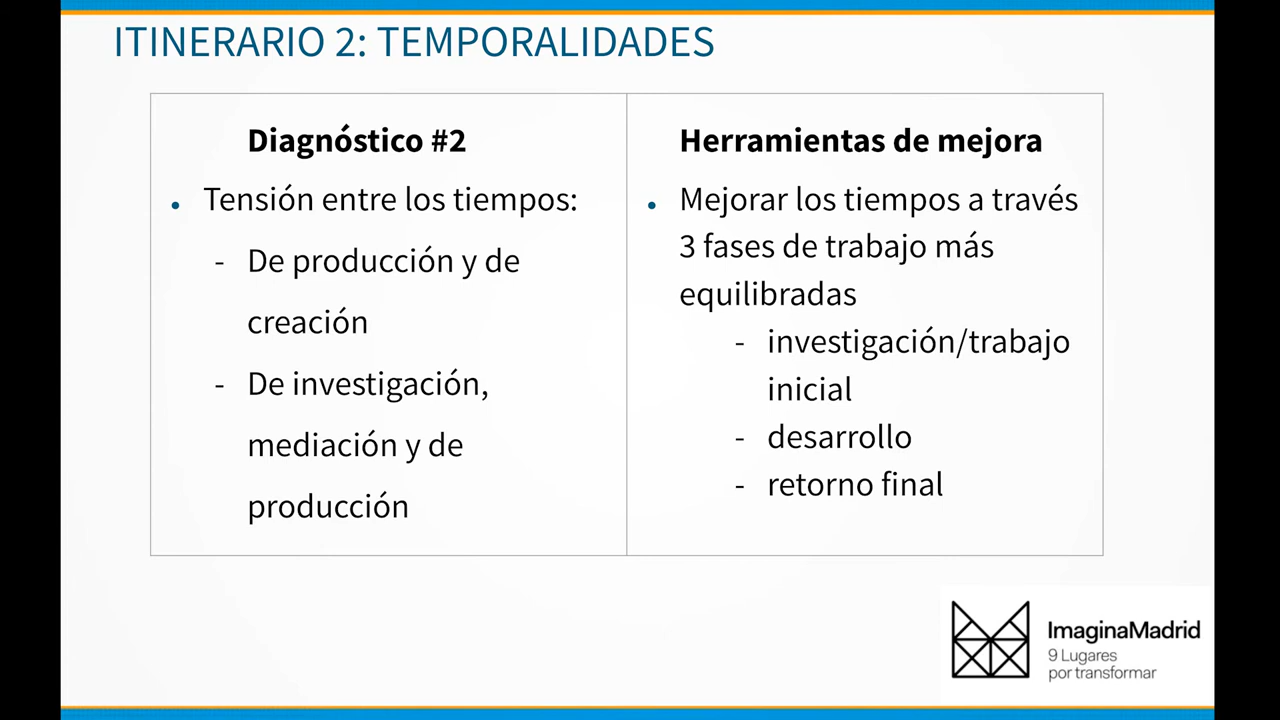 ITINERARIO 2: TEMPORALIDADES
Diagnóstico #2
• Tensión entre los tiempos:
- De producción y de
creación
- De investigación,
mediación y de
producción
Herramientas de mejora
• Mejorar los tiempos a través
3 fases de trabajo más
equilibradas
- investigación/trabajo
inicial
- desarrollo
- retorno final
ImaginaMadrid
9 Lugares
por transformar